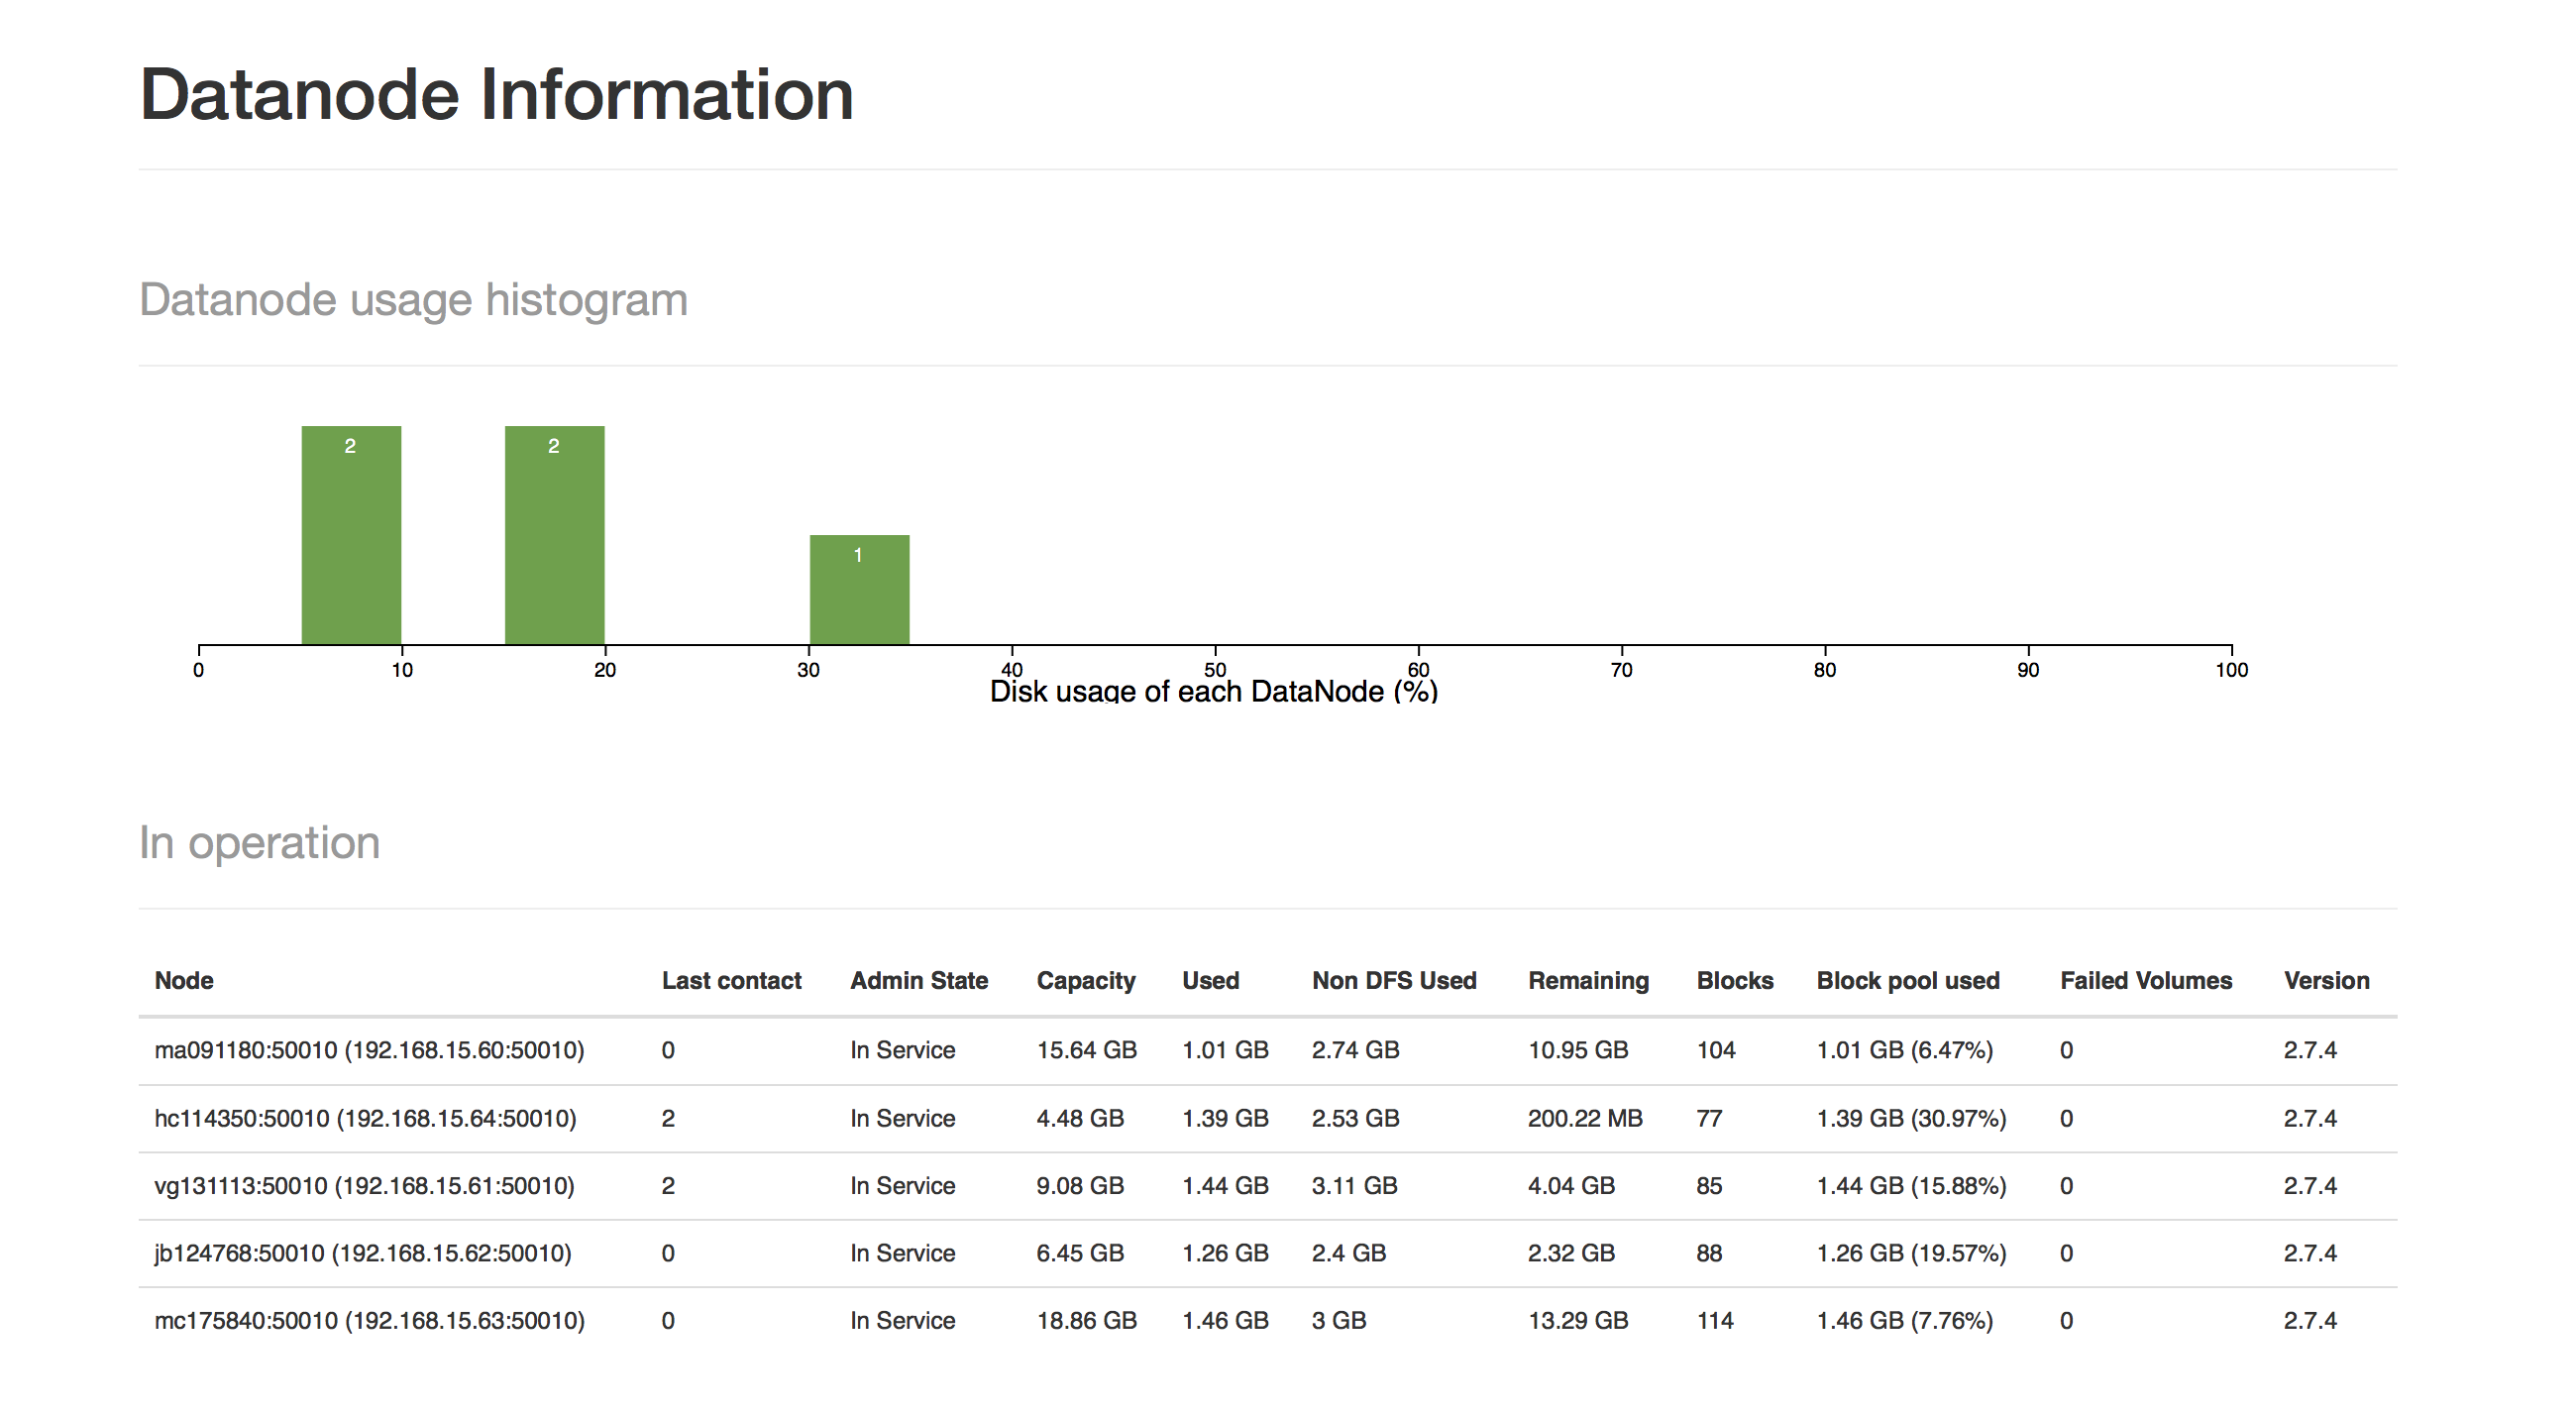 Datanode Information
Datanode usage histogram
2 2
1
0 10 20 30 40 50 60 70 80 90 100
Disk usage of each DataNode (%)
In operation
Node Last contact Admin State Capacity Used Non DFS Used Remaining Blocks Block pool used Failed Volumes Version
ma091180:50010 (192.168.15.60:50010) 0 In Service 15.64 GB 1.01 GB 2.74 GB 10.95 GB 104 1.01 GB (6.47%) 0 2.7.4
hc114350:50010 (192.168.15.64:50010) 2 In Service 4.48 GB 1.39 GB 2.53 GB 200.22 MB 77 1.39 GB (30.97%) 0 2.7.4
vg131113:50010 (192.168.15.61:50010) 2 In Service 9.08 GB 1.44 GB 3.11 GB 4.04 GB 85 1.44 GB (15.88%) 0 2.7.4
jb124768:50010 (192.168.15.62:50010) 0 In Service 6.45 GB 1.26 GB 2.4 GB 2.32 GB 88 1.26 GB (19.57%) 0 2.7.4
mc175840:50010 (192.168.15.63:50010) 0 In Service 18.86 GB 1.46 GB 3 GB 13.29 GB 114 1.46 GB (7.76%) 0 2.7.4